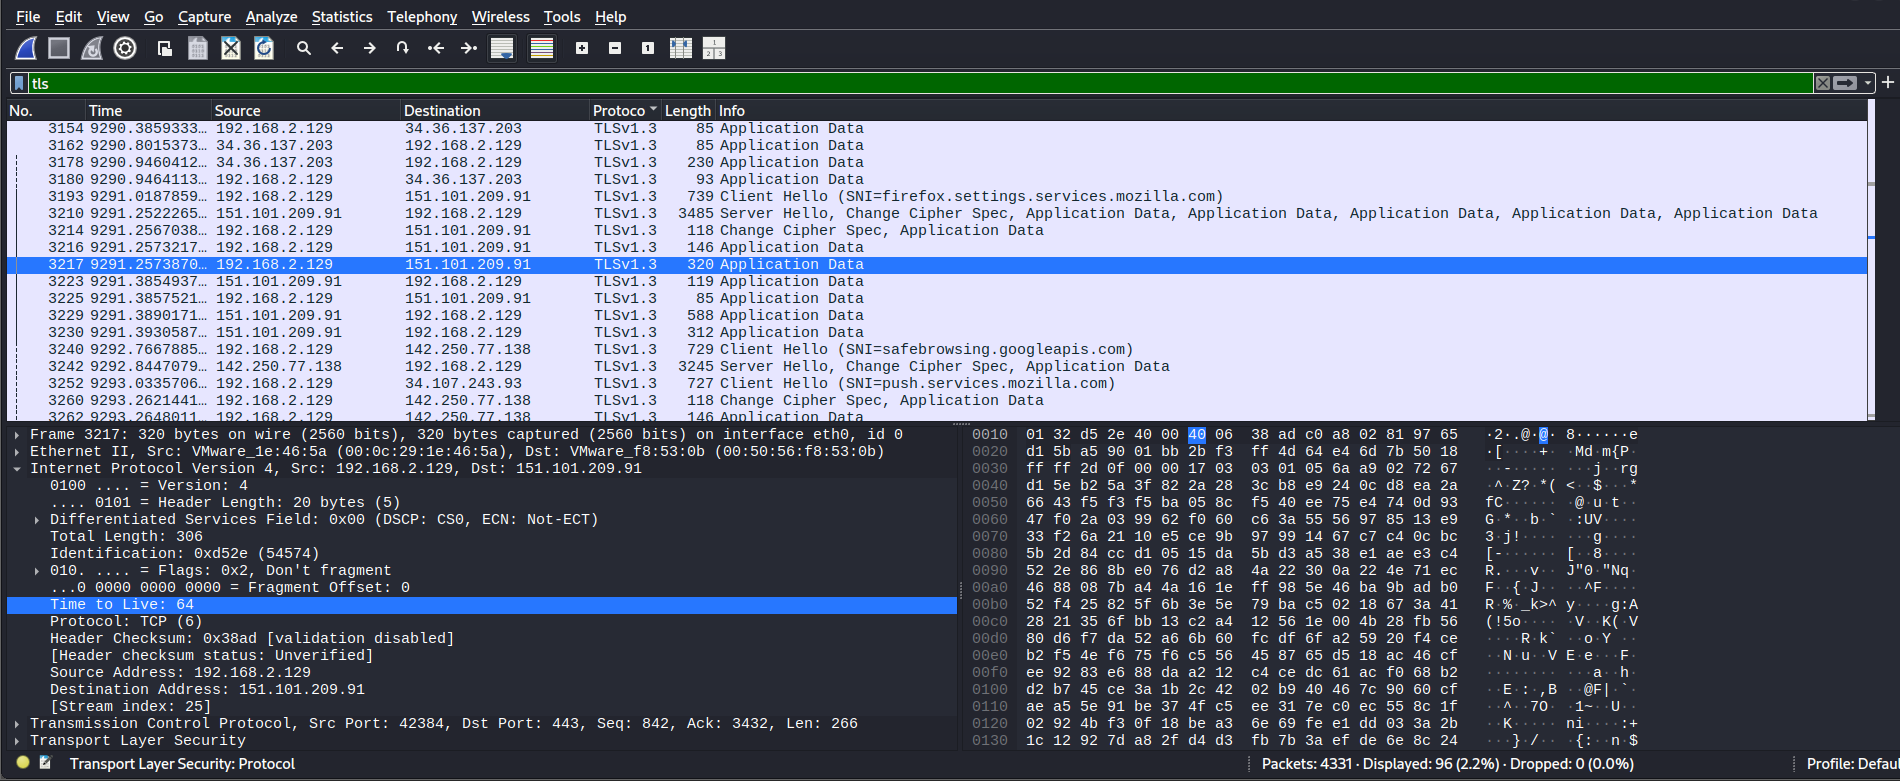 File Edit View Go Capture Analyze Statistics Telephony Wireless Tools Help
tls
No. Time Source Destination Protoco Length Info
3154 9290.3859333… 192.168.2.129 34.36.137.203 TLSv1.3 85 Application Data
3162 9290.8015373… 34.36.137.203 192.168.2.129 TLSv1.3 85 Application Data
3178 9290.9460412… 34.36.137.203 192.168.2.129 TLSv1.3 230 Application Data
3180 9290.9464113… 192.168.2.129 34.36.137.203 TLSv1.3 93 Application Data
3193 9291.0187859… 192.168.2.129 151.101.209.91 TLSv1.3 739 Client Hello (SNI=firefox.settings.services.mozilla.com)
3210 9291.2522265… 151.101.209.91 192.168.2.129 TLSv1.3 3485 Server Hello, Change Cipher Spec, Application Data, Application Data, Application Data, Application Data, Application Data
3214 9291.2567038… 192.168.2.129 151.101.209.91 TLSv1.3 118 Change Cipher Spec, Application Data
3216 9291.2573217… 192.168.2.129 151.101.209.91 TLSv1.3 146 Application Data
3217 9291.2573870… 192.168.2.129 151.101.209.91 TLSv1.3 320 Application Data
3223 9291.3854937… 151.101.209.91 192.168.2.129 TLSv1.3 119 Application Data
3225 9291.3857521… 151.101.209.91 192.168.2.129 TLSv1.3 85 Application Data
3229 9291.3890171… 151.101.209.91 192.168.2.129 TLSv1.3 588 Application Data
3230 9291.3930587… 151.101.209.91 192.168.2.129 TLSv1.3 312 Application Data
3240 9292.7667885… 192.168.2.129 142.250.77.138 TLSv1.3 729 Client Hello (SNI=safebrowsing.googleapis.com)
3242 9292.8447079… 142.250.77.138 192.168.2.129 TLSv1.3 3245 Server Hello, Change Cipher Spec, Application Data
3252 9293.0335706… 192.168.2.129 34.107.243.93 TLSv1.3 727 Client Hello (SNI=push.services.mozilla.com)
3260 9293.2621441… 192.168.2.129 142.250.77.138 TLSv1.3 118 Change Cipher Spec, Application Data
3262 9293.2648011… 192.168.2.129 142.250.77.138 TLSv1.3 146 Application Data
Frame 3217: 320 bytes on wire (2560 bits), 320 bytes captured (2560 bits) on interface eth0, id 0
Ethernet II, Src: VMware_1e:46:5a (00:0c:29:1e:46:5a), Dst: VMware_f8:53:0b (00:50:56:f8:53:0b)
Internet Protocol Version 4, Src: 192.168.2.129, Dst: 151.101.209.91
0100 .... = Version: 4
.... 0101 = Header Length: 20 bytes (5)
Differentiated Services Field: 0x00 (DSCP: CS0, ECN: Not-ECT)
Total Length: 306
Identification: 0xd52e (54574)
010. .... = Flags: 0x2, Don't fragment
...0 0000 0000 0000 = Fragment Offset: 0
Time to Live: 64
Protocol: TCP (6)
Header Checksum: 0x38ad [validation disabled]
[Header checksum status: Unverified]
Source Address: 192.168.2.129
Destination Address: 151.101.209.91
[Stream index: 25]
Transmission Control Protocol, Src Port: 42384, Dst Port: 443, Seq: 842, Ack: 3432, Len: 266
Transport Layer Security
0010 01 32 d5 2e 40 00 40 06 38 ad c0 a8 02 81 97 65 ·2·.@·@· 8······e
0020 d1 5b a5 90 01 bb 2b f3 ff 4d 64 e4 6d 7b 50 18 ·[····+· ·Md·m{P·
0030 ff ff 2d 0f 00 00 17 03 03 01 05 6a a9 02 72 67 ··-····· ···j··rg
0040 d1 5e b2 5a 3f 82 2a 28 3c b8 e9 24 0c d8 ea 2a ·^·Z?·*( <··$···*
0050 66 43 f5 f3 f5 ba 05 8c f5 40 ee 75 e4 74 0d 93 fC······ ·@·u·t··
0060 47 f0 2a 03 99 62 f0 60 c6 3a 55 56 97 85 13 e9 G·*··b·` ·:UV····
0070 33 f2 6a 21 10 e5 ce 9b 97 99 14 67 c7 c4 0c bc 3·j!···· ···g····
0080 5b 2d 84 cc d1 05 15 da 5b d3 a5 38 e1 ae e3 c4 [-······ [··8····
0090 52 2e 86 8b e0 76 d2 a8 4a 22 30 0a 22 4e 71 ec R.···v·· J"0·"Nq·
00a0 46 88 08 7b a4 4a 16 1e ff 98 5e 46 ba 9b ad b0 F··{·J·· ··^F····
00b0 52 f4 25 82 5f 6b 3e 5e 79 ba c5 02 18 67 3a 41 R·%·_k>^ y····g:A
00c0 28 21 35 6f bb 13 c2 a4 12 56 1e 00 4b 28 fb 56 (!5o···· ·V··K(·V
00d0 80 d6 f7 da 52 a6 6b 60 fc df 6f a2 59 20 f4 ce ····R·k` ··o·Y ··
00e0 b2 f5 4e f6 75 f6 c5 56 45 87 65 d5 18 ac 46 cf ··N·u··V E·e···F·
00f0 ee 92 83 e6 88 da a2 12 c4 ce dc 61 ac f0 68 b2 ········ ···a··h·
0100 d2 b7 45 ce 3a 1b 2c 42 02 b9 40 46 7c 90 60 cf ··E·:·,B ··@F|·`·
0110 ae a5 5e 91 be 37 4f c5 ee 31 7e c0 ec 55 8c 1f ··^··7O· ·1~··U··
0120 02 92 4b f3 0f 18 be a3 6e 69 fe e1 dd 03 3a 2b ··K····· ni····:+
0130 1c 12 92 7d a8 2f d4 d3 fb 7b 3a ef de 6e 8c 24 ···}·/·· ·{:··n·$
Transport Layer Security: Protocol Packets: 4331 · Displayed: 96 (2.2%) · Dropped: 0 (0.0%) Profile: Defau